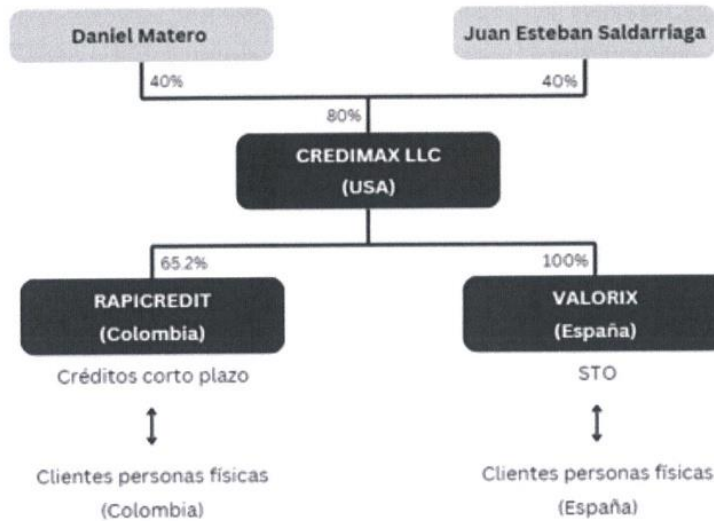 Daniel Matero
Juan Esteban Saldarriaga
40%
40%
80%
CREDIMAX LLC
(USA)
65.2%
100%
RAPICREDIT
(Colombia)
VALORIX
(España)
Créditos corto plazo
STO
Clientes personas físicas
(Colombia)
Clientes personas físicas
(España)